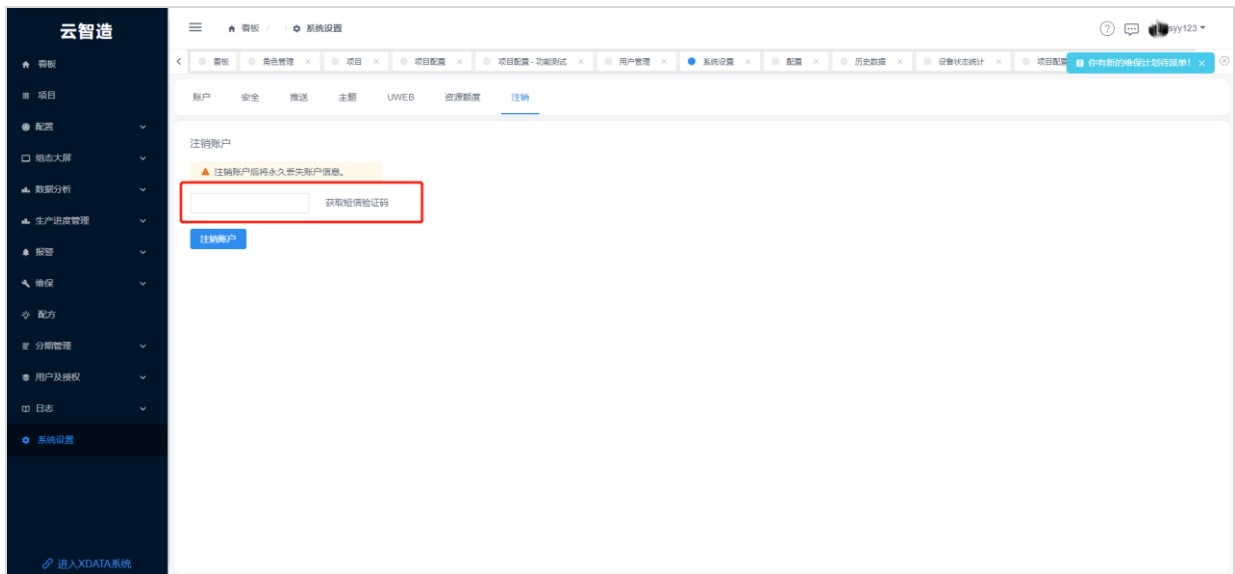 云智造
看板 / / 系统设置
syy123
看板
角色管理
项目
项目配置
项目配置 - 功能测试
用户管理
系统设置
配置
历史数据
设备状态统计
项目配置
你有新的维保计划待派单!
看板
项目
配置
组态大屏
数据分析
生产进度管理
报警
维保
配方
分期管理
用户及授权
日志
系统设置
进入XDATA系统
账户 安全 推送 主题 UWEB 资源额度 注销
注销账户
注销账户后将永久丢失账户信息。
获取短信验证码
注销账户